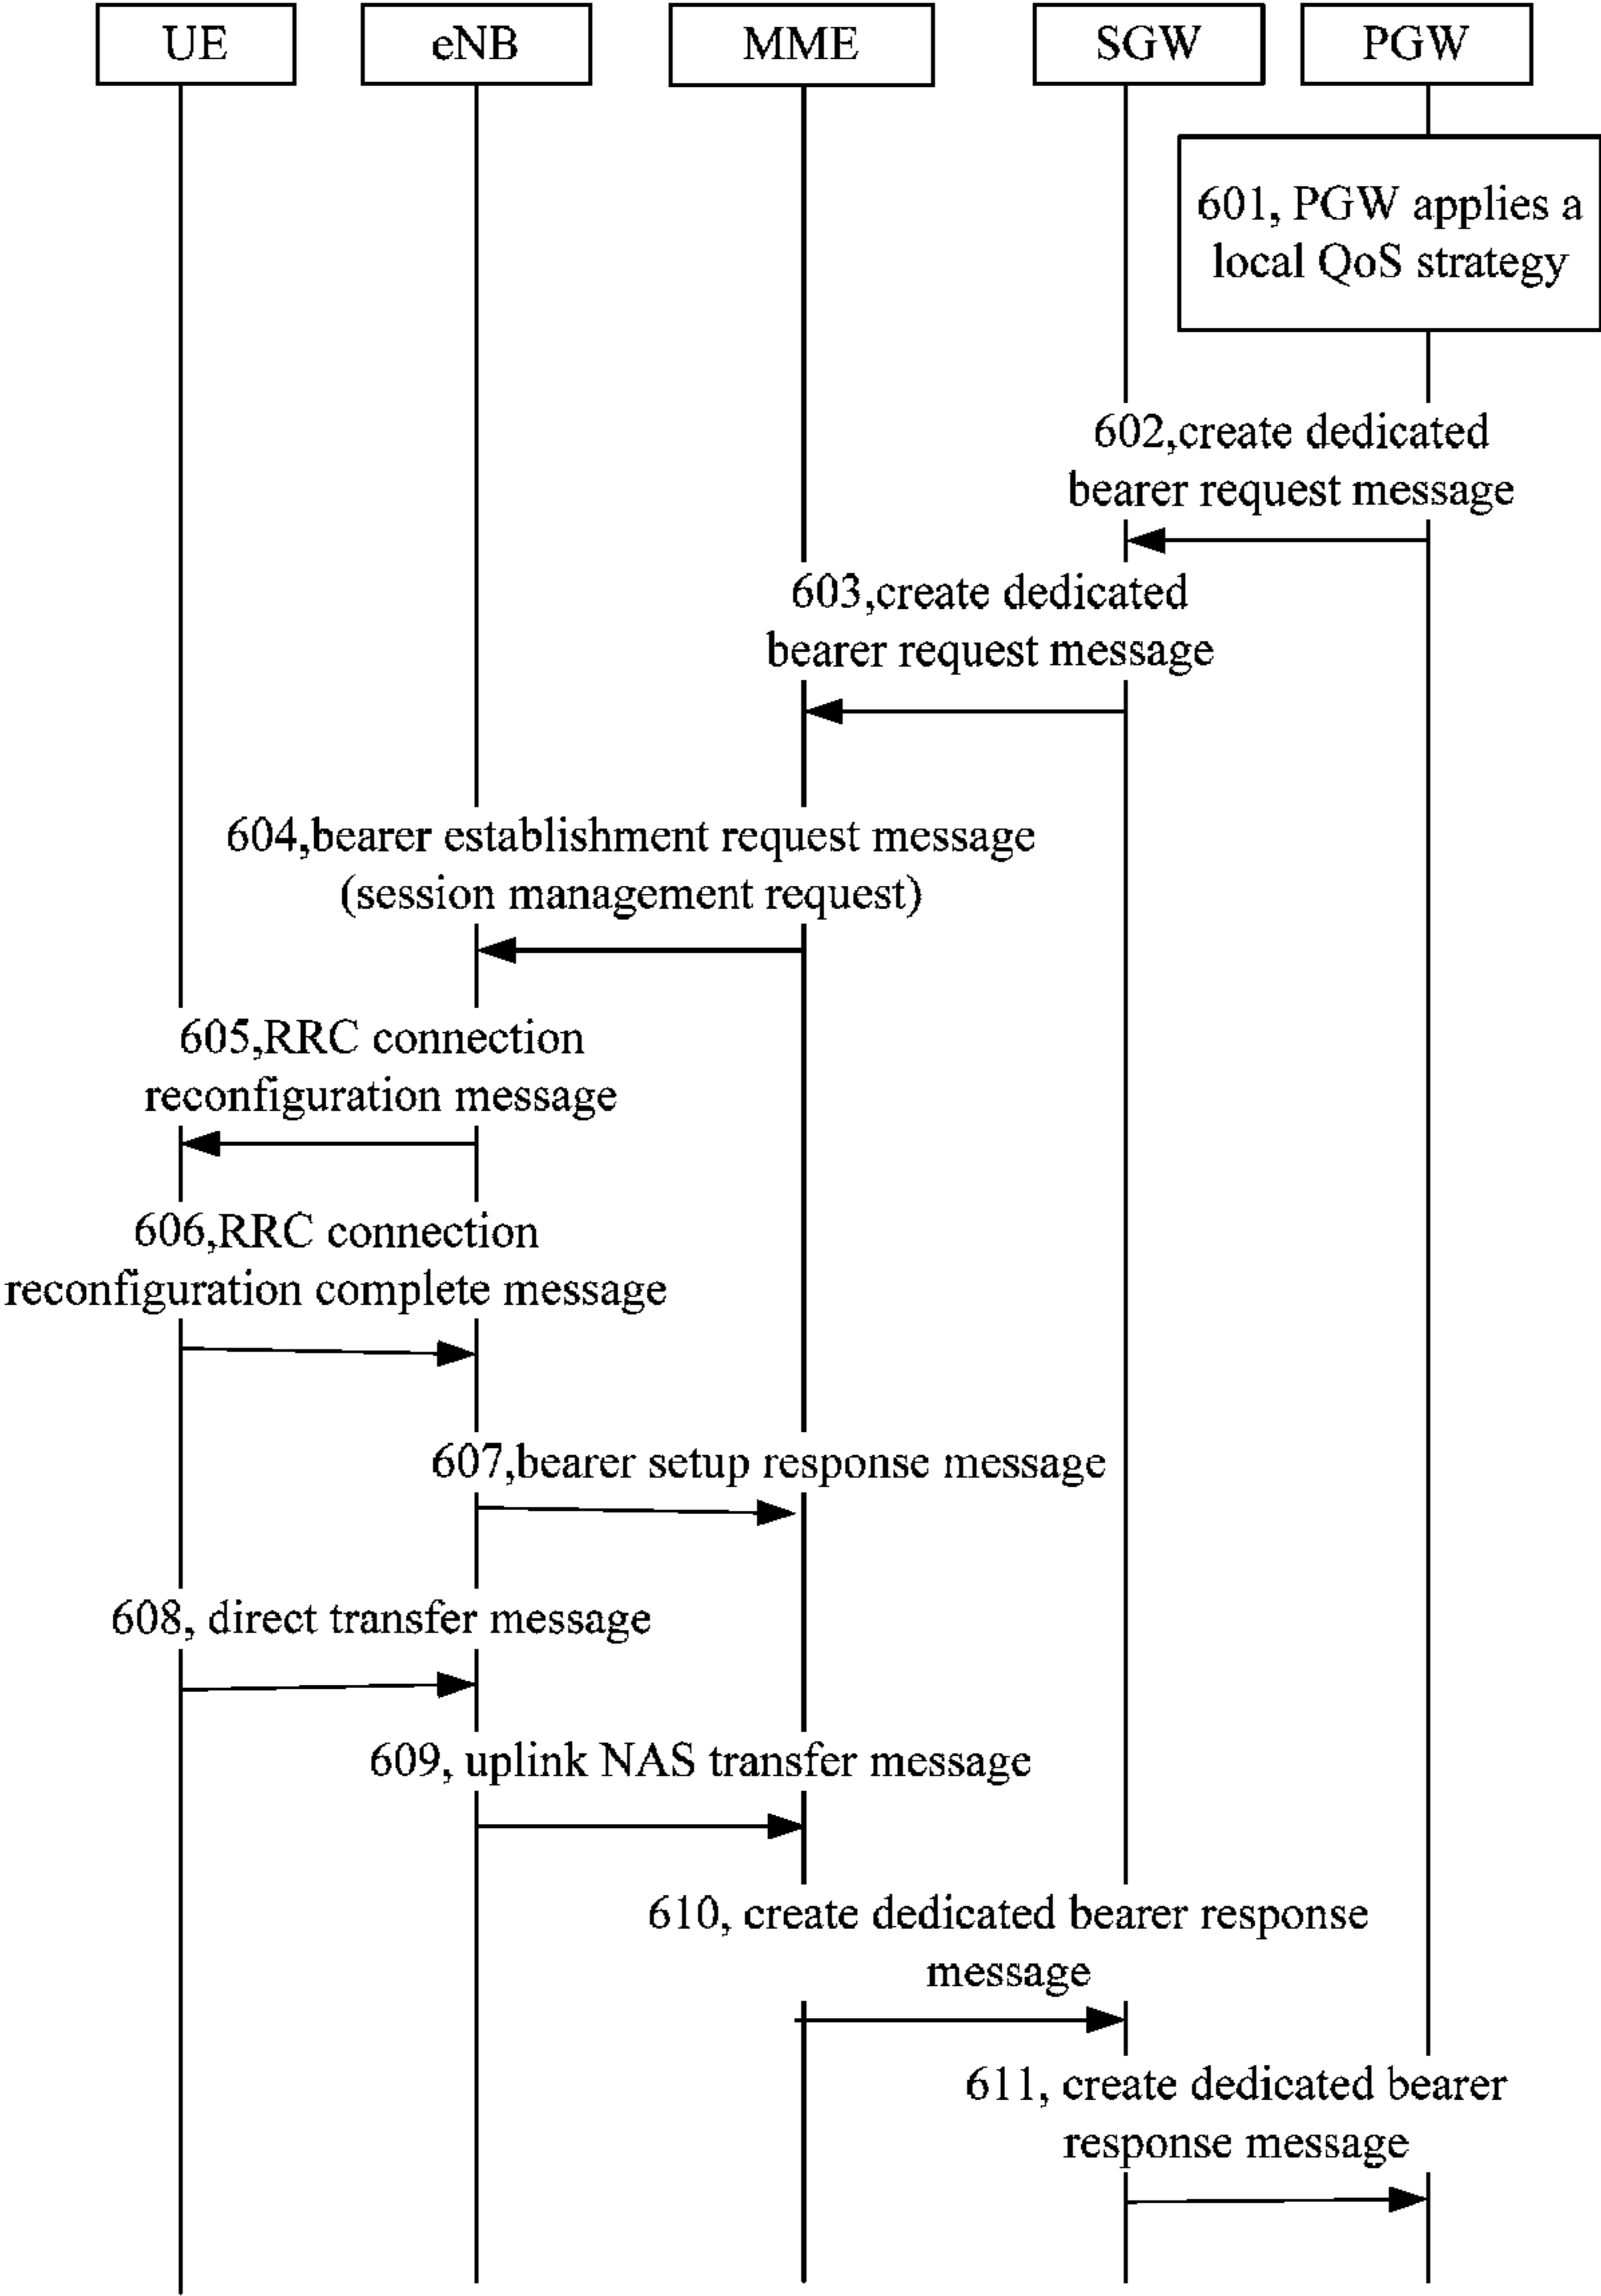 UE
eNB
MME
SGW
PGW
601, PGW applies a
local QoS strategy
602,create dedicated
bearer request message
603,create dedicated
bearer request message
604,bearer establishment request message
(session management request)
605,RRC connection
reconfiguration message
606,RRC connection
reconfiguration complete message
607,bearer setup response message
608, direct transfer message
609, uplink NAS transfer message
610, create dedicated bearer response
message
611, create dedicated bearer
response message